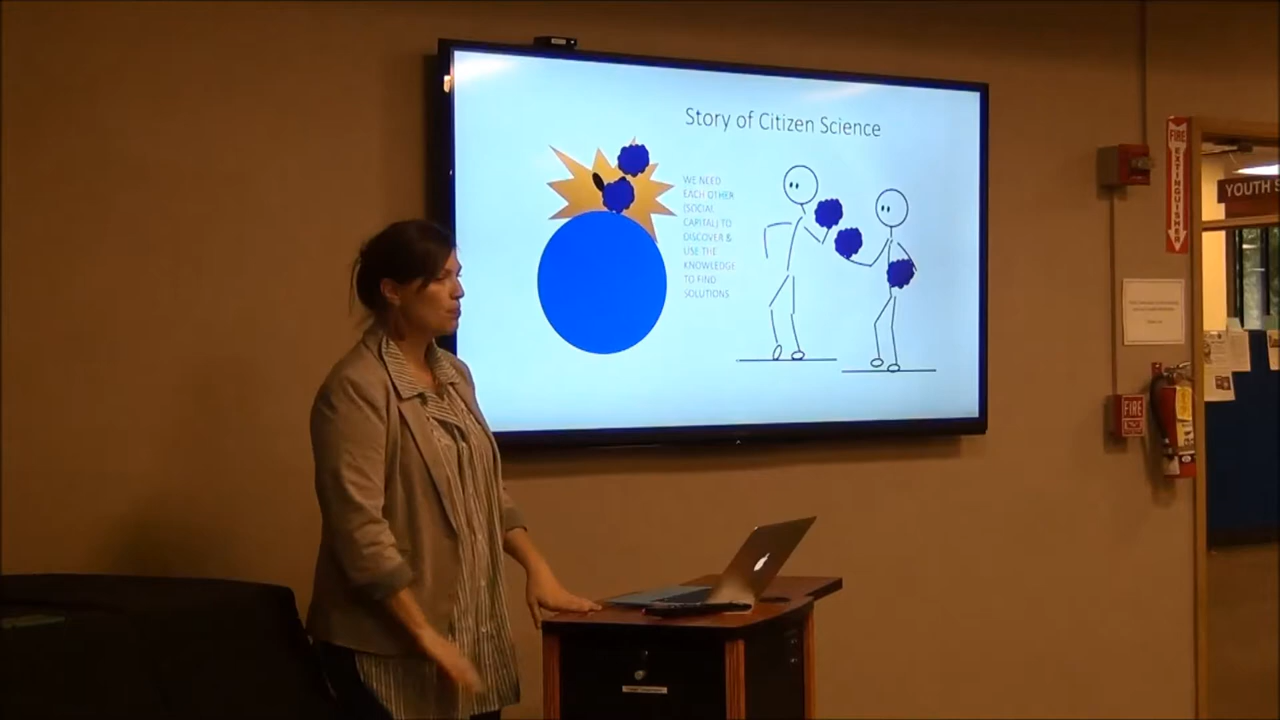 Story of Citizen Science
WE NEED
EACH OTHER
(SOCIAL
CAPITAL) TO
DISCOVER &
USE THE
KNOWLEDGE
TO FIND
SOLUTIONS
FIRE
EXTINGUISHER
YOUTH S
FIRE